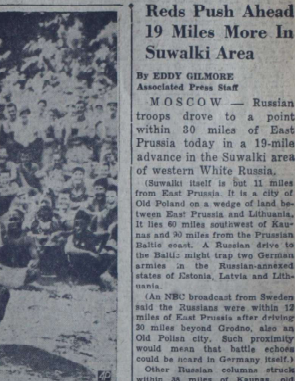 Reds Push Ahead
19 Miles More In
Suwalki Area
By EDDY GILMORE
Associated Press Staff
MOSCOW — Russian
troops drove to a point
within 30 miles of East
Prussia today in a 19-mile
advance in the Suwalki area
of western White Russia.
(Suwalki itself is but 11 miles
from East Prussia. It is a city of
Old Poland on a wedge of land be-
tween East Prussia and Lithuania.
It lies 60 miles southwest of Kau-
nas and 90 miles from the Prussian
Baltic coast. A Russian drive to
the Baltic might trap two German
armies in the Russian-annexed
states of Estonia, Latvia and Lith-
uania.
(An NBC broadcast from Sweden
said the Russians were within 12
miles of East Prussia after driving
30 miles beyond Grodno, also an
Old Polish city. Such proximity
would mean that battle echoes
could be heard in Germany itself.)
Other Russian columns struck
within 38 miles of Kaunas, old